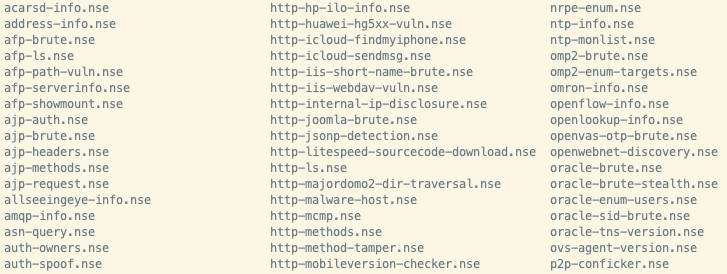 acarsd-info.nse http-hp-ilo-info.nse nrpe-enum.nse
address-info.nse http-huawei-hg5xx-vuln.nse ntp-info.nse
afp-brute.nse http-icloud-findmyiphone.nse ntp-monlist.nse
afp-ls.nse http-icloud-sendmsg.nse omp2-brute.nse
afp-path-vuln.nse http-iis-short-name-brute.nse omp2-enum-targets.nse
afp-serverinfo.nse http-iis-webdav-vuln.nse omron-info.nse
afp-showmount.nse http-internal-ip-disclosure.nse openflow-info.nse
ajp-auth.nse http-joomla-brute.nse openlookup-info.nse
ajp-brute.nse http-jsonp-detection.nse openvas-otp-brute.nse
ajp-headers.nse http-litespeed-sourcecode-download.nse openwebnet-discovery.nse
ajp-methods.nse http-ls.nse oracle-brute.nse
ajp-request.nse http-majordomo2-dir-traversal.nse oracle-brute-stealth.nse
allseeingeye-info.nse http-malware-host.nse oracle-enum-users.nse
amqp-info.nse http-mcmp.nse oracle-sid-brute.nse
asn-query.nse http-methods.nse oracle-tns-version.nse
auth-owners.nse http-method-tamper.nse ovs-agent-version.nse
auth-spoof.nse http-mobileversion-checker.nse p2p-conficker.nse